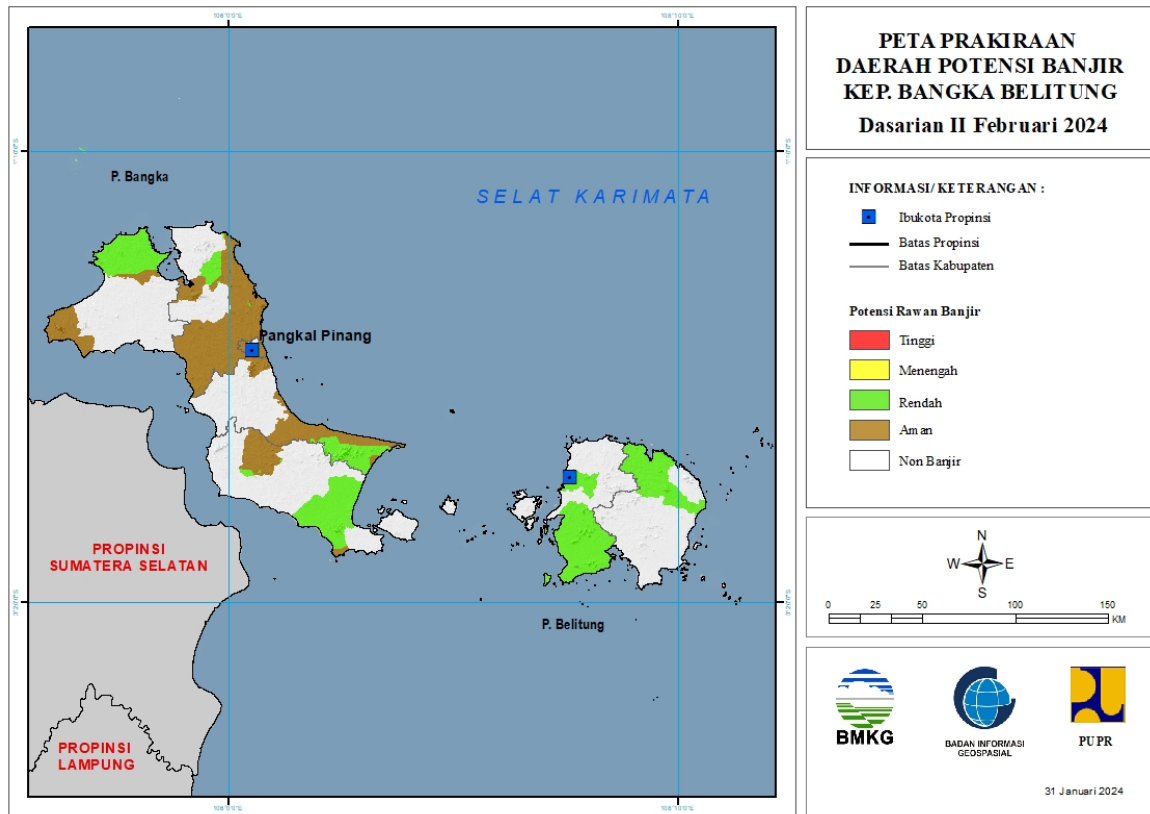 PETA PRAKIRAAN
DAERAH POTENSI BANJIR
KEP. BANGKA BELITUNG
Dasarian II Februari 2024
P. Bangka
SELAT KARIMATA
Pangkal Pinang
P. Belitung
PROPINSI
SUMATERA SELATAN
PROPINSI
LAMPUNG
INFORMASI/ KETERANGAN :
Ibukota Propinsi
Batas Propinsi
Batas Kabupaten
Potensi Rawan Banjir
Tinggi
Menengah
Rendah
Aman
Non Banjir
N
W E
S
0 25 50 100 150
KM
BMKG
BADAN INFORMASI
GEOSPASIAL
PUPR
31 Januari 2024